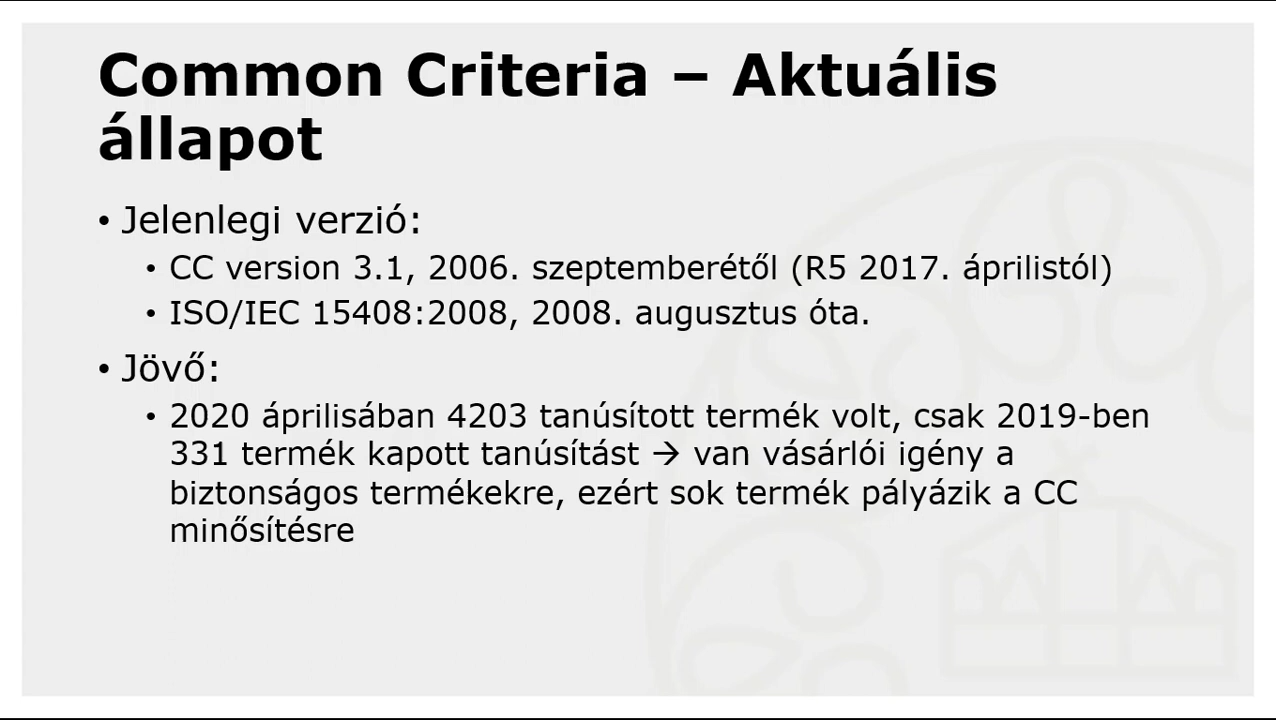 Common Criteria – Aktuális
állapot
• Jelenlegi verzió:
• CC version 3.1, 2006. szeptemberétől (R5 2017. áprilistól)
• ISO/IEC 15408:2008, 2008. augusztus óta.
• Jövő:
• 2020 áprilisában 4203 tanúsított termék volt, csak 2019-ben
331 termék kapott tanúsítást → van vásárlói igény a
biztonságos termékekre, ezért sok termék pályázik a CC
minősítésre